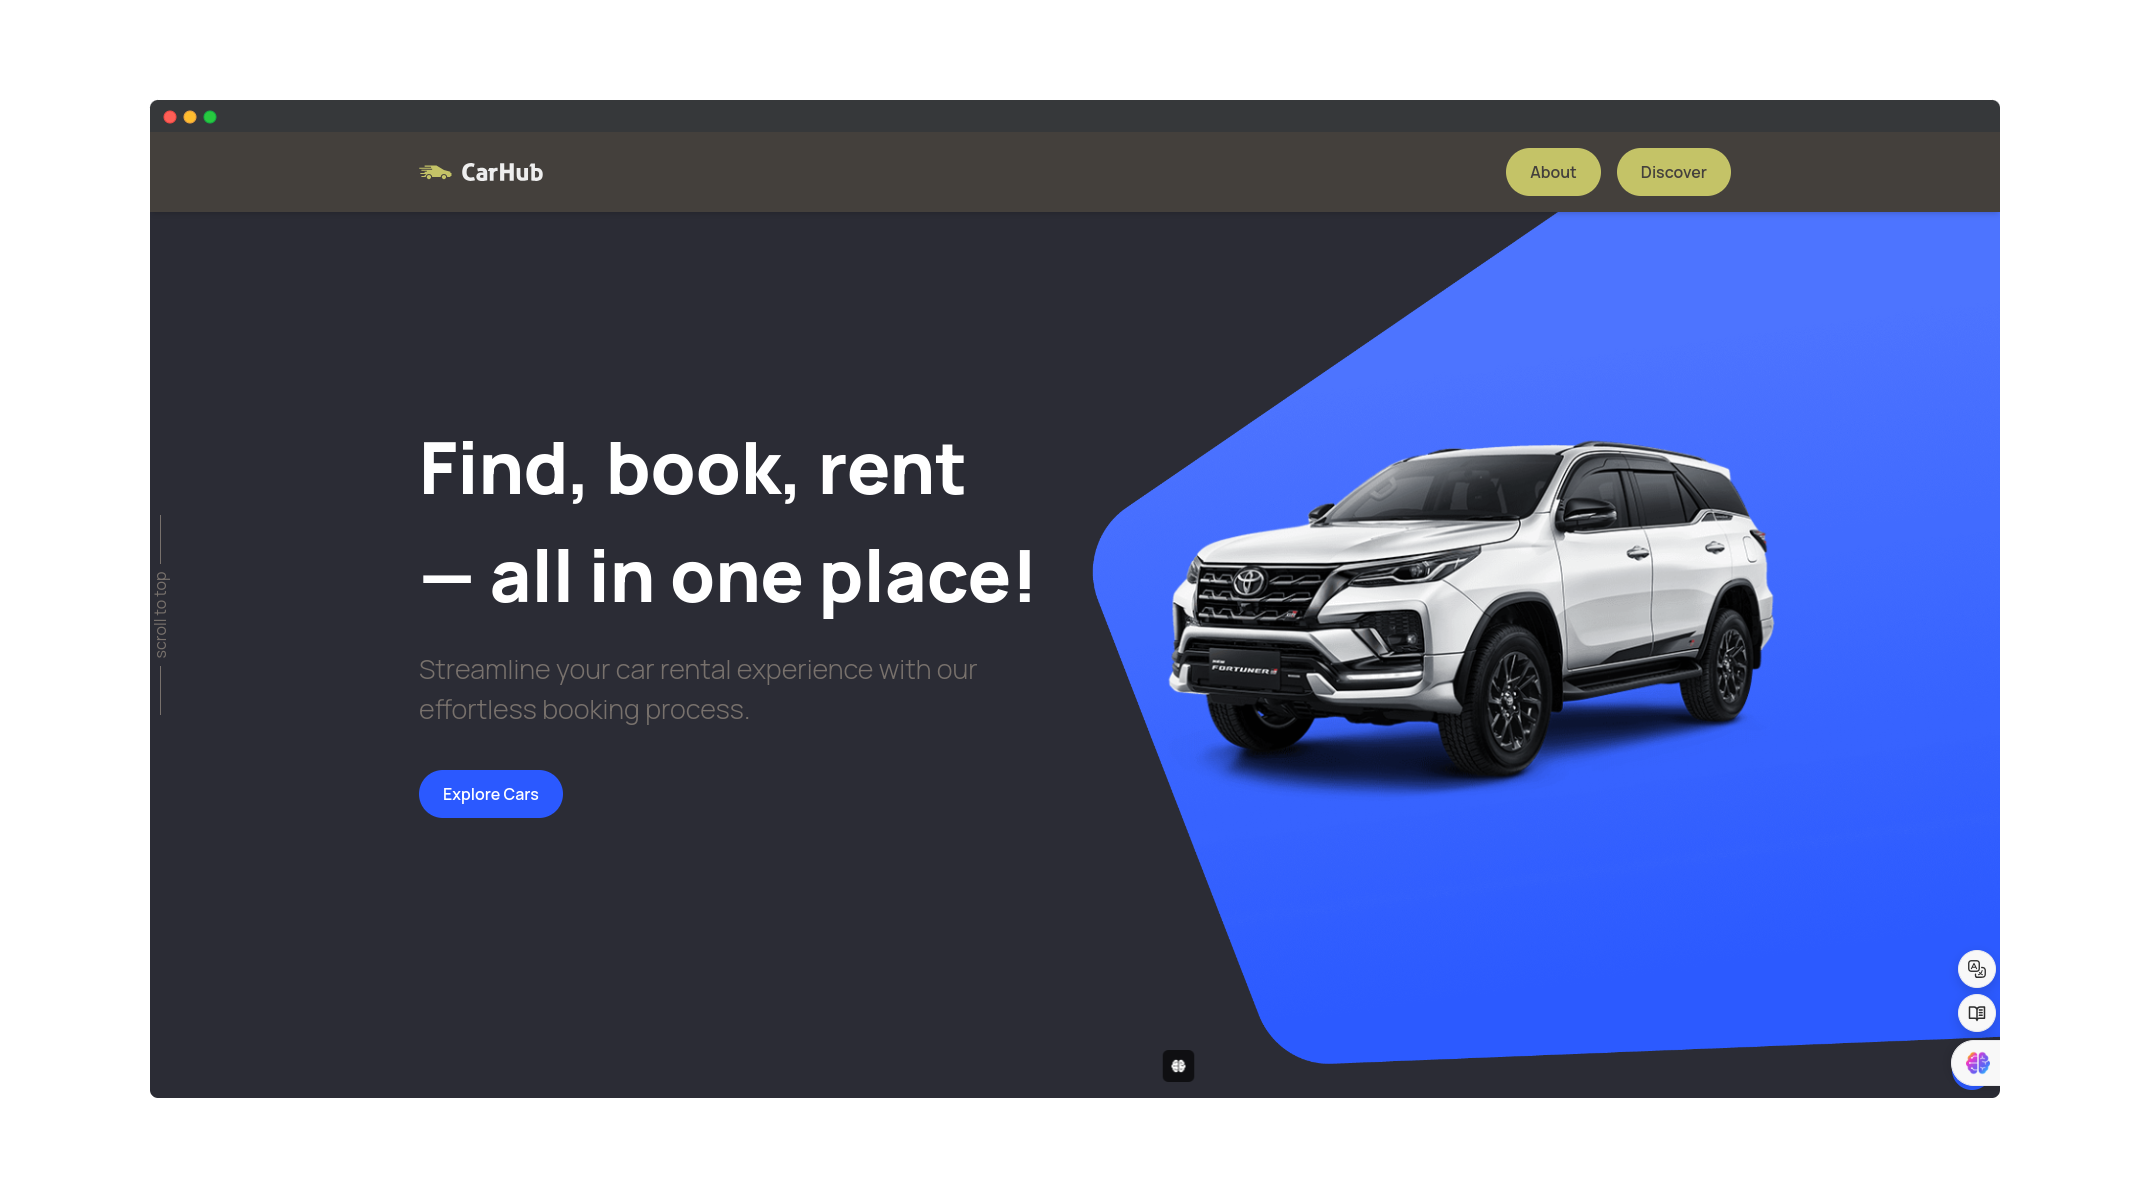 CarHub
About
Discover
Find, book, rent
— all in one place!
Streamline your car rental experience with our
effortless booking process.
Explore Cars
scroll to top
FORTUNER